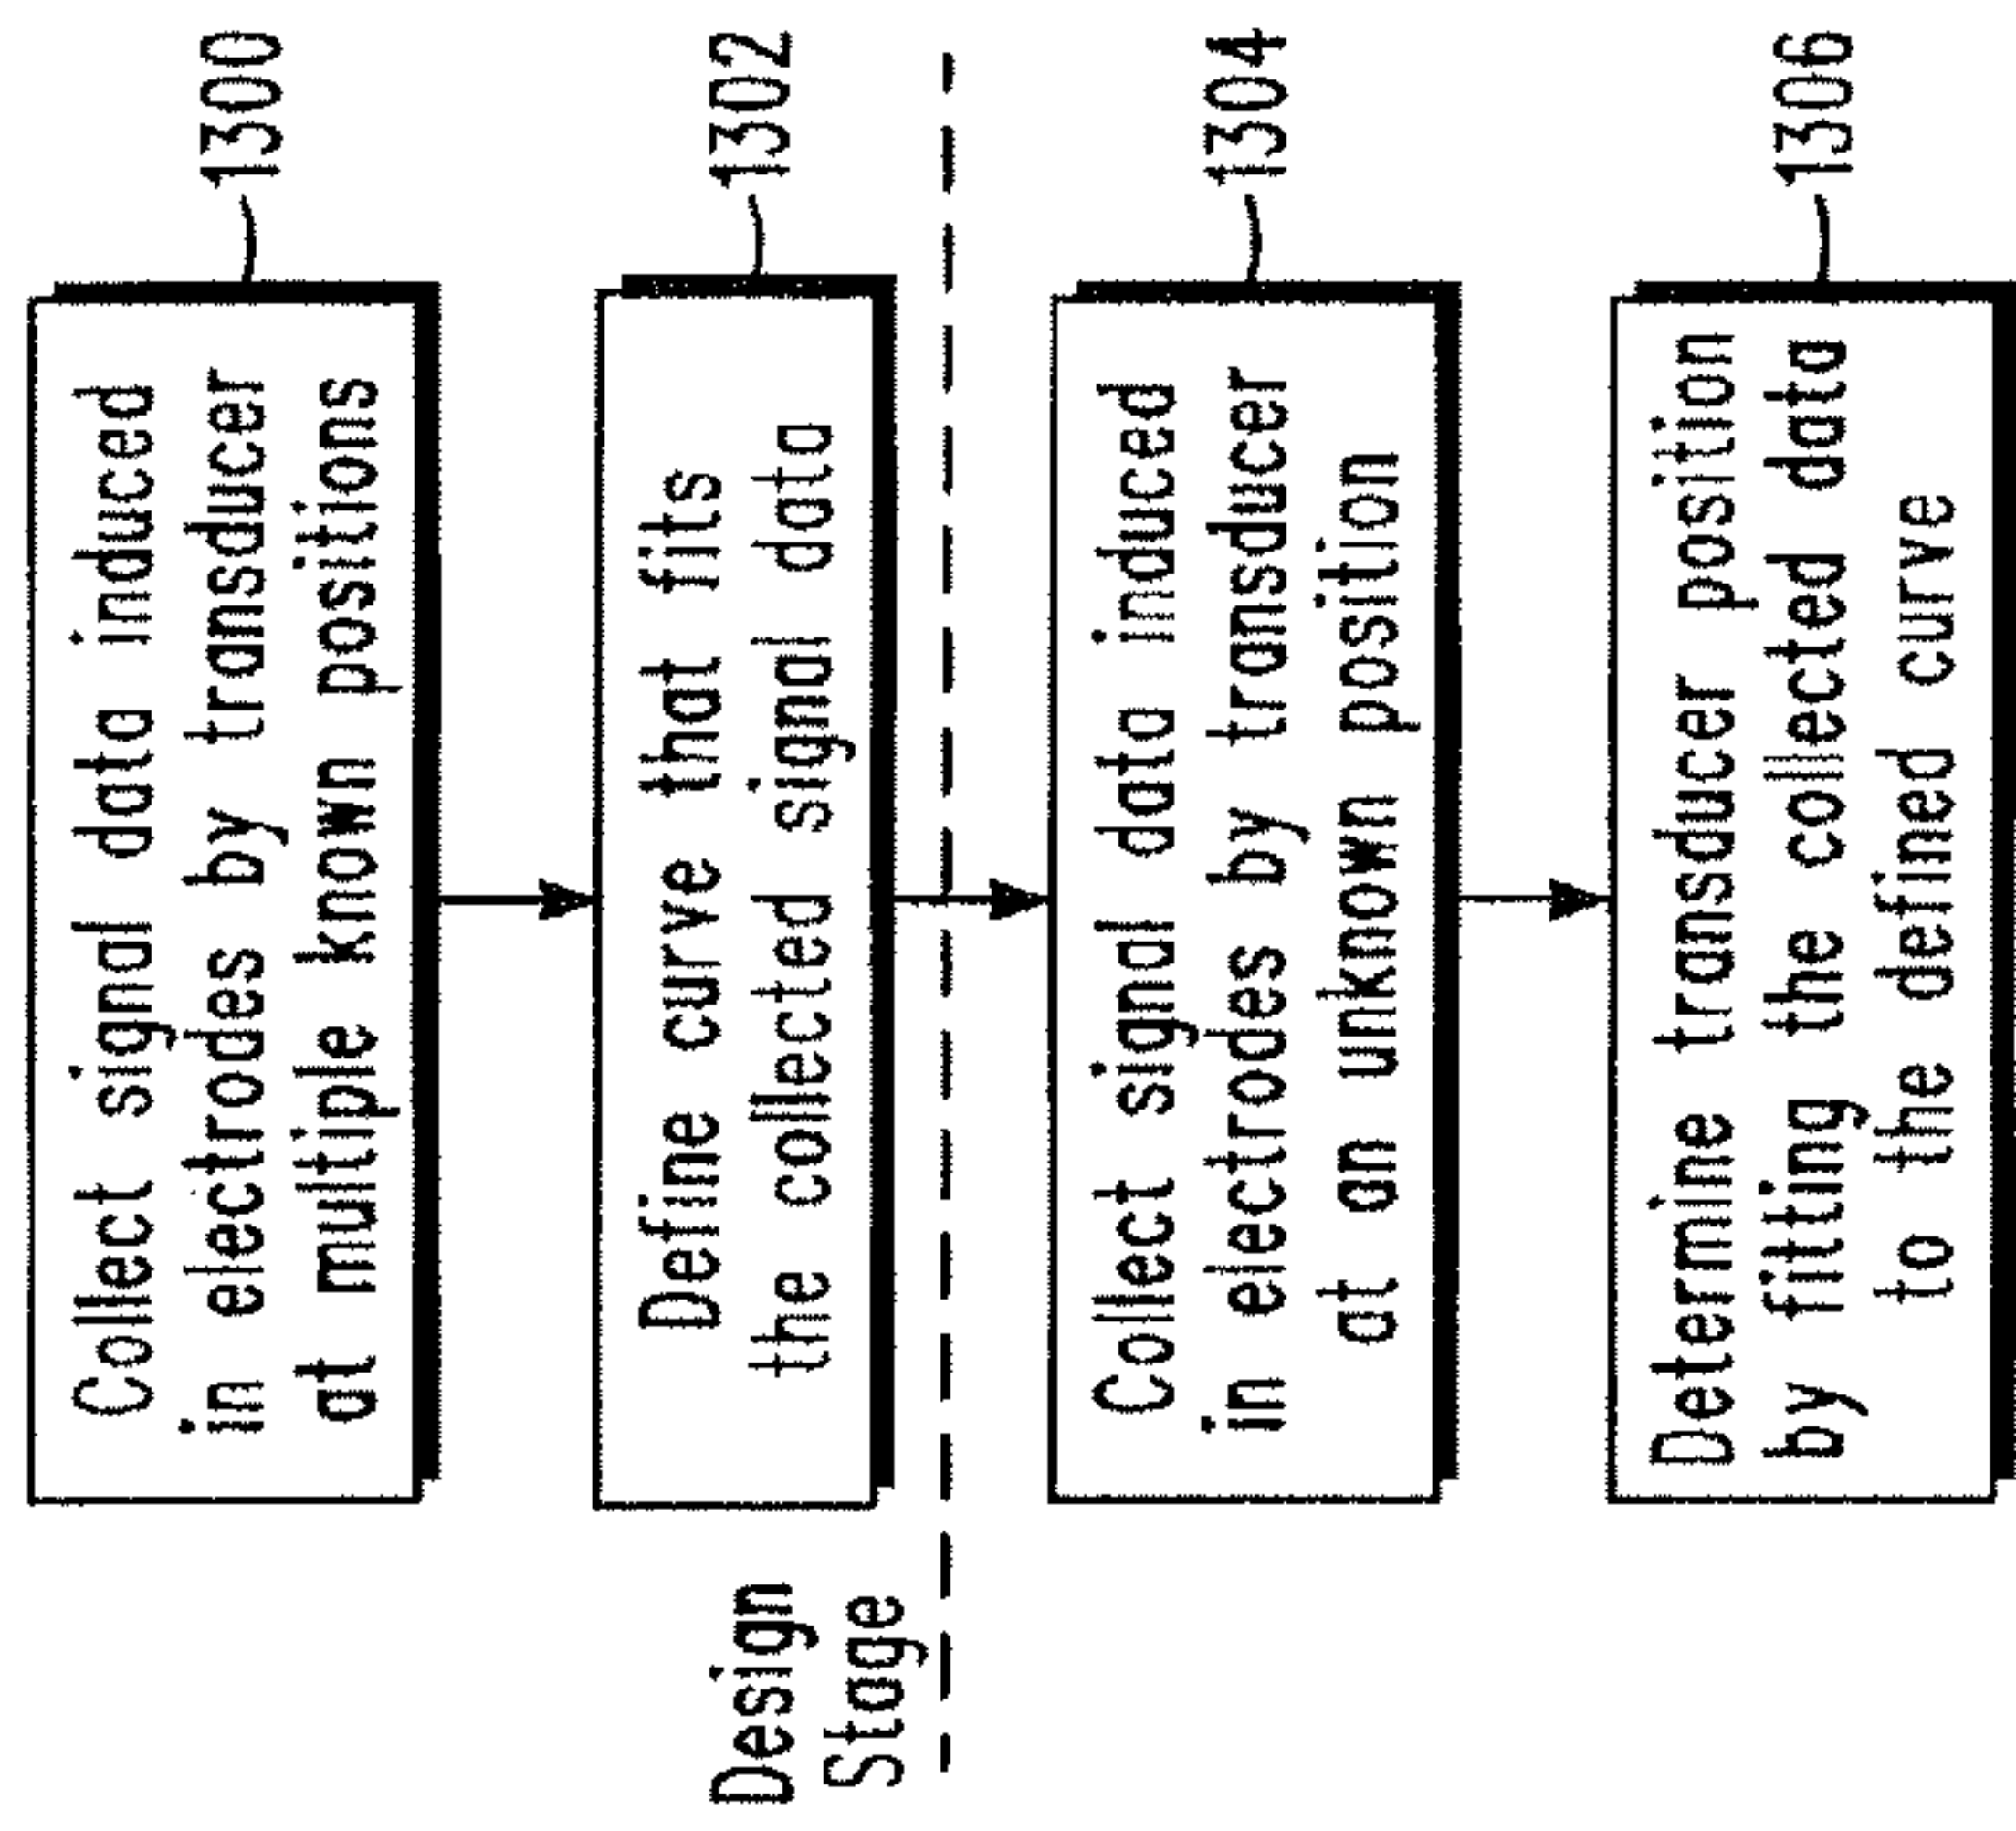 Collect signal data induced
in electrodes by transducer
at multiple known positions
1300
Define curve that fits
the collected signal data
1302
Design
Stage
Collect signal data induced
in electrodes by transducer
at an unknown position
1304
Determine transducer position
by fitting the collected data
to the defined curve
1306